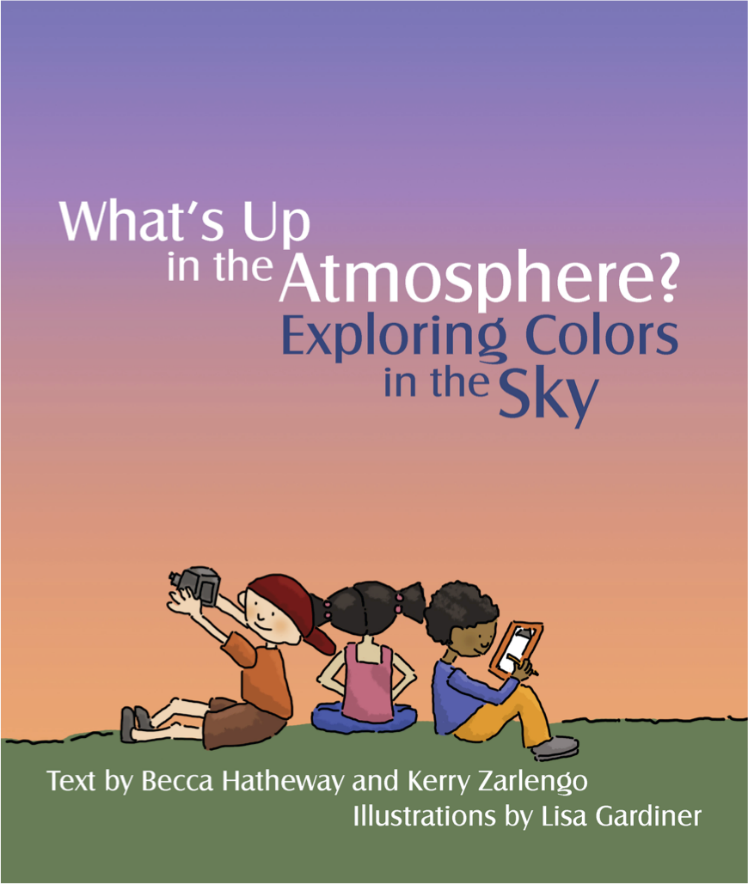 What's Up
in the Atmosphere?
Exploring Colors
in the Sky
Text by Becca Hatheway and Kerry Zarlengo
Illustrations by Lisa Gardiner